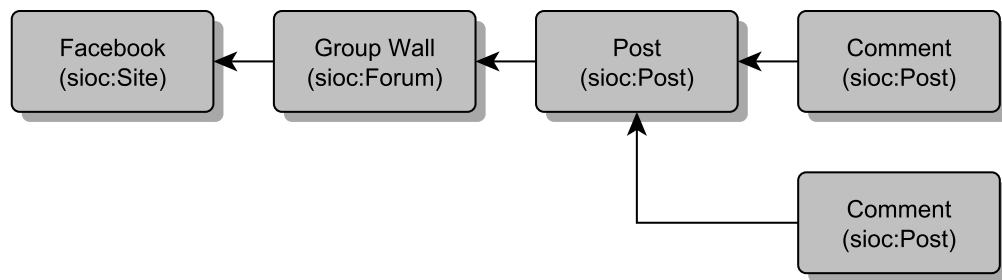 Facebook
(sioc:Site)
Group Wall
(sioc:Forum)
Post
(sioc:Post)
Comment
(sioc:Post)
Comment
(sioc:Post)